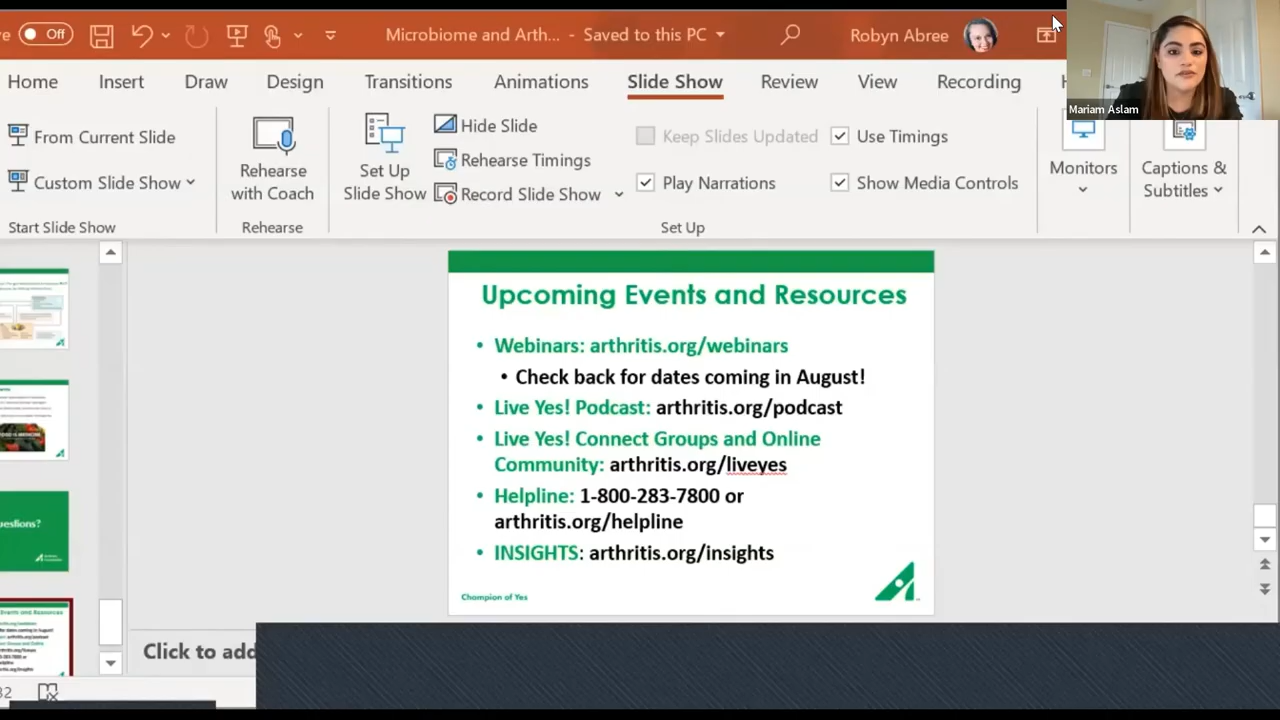 Off
Microbiome and Arth... - Saved to this PC
Robyn Abree
Mariam Aslam
Home Insert Draw Design Transitions Animations Slide Show Review View Recording
From Current Slide
Custom Slide Show
Start Slide Show
Rehearse
with Coach
Rehearse
Set Up
Slide Show
Hide Slide
Rehearse Timings
Record Slide Show
Keep Slides Updated
Play Narrations
Use Timings
Show Media Controls
Set Up
Monitors
Captions &
Subtitles
Upcoming Events and Resources
• Webinars: arthritis.org/webinars
• Check back for dates coming in August!
• Live Yes! Podcast: arthritis.org/podcast
• Live Yes! Connect Groups and Online
Community: arthritis.org/liveyes
• Helpline: 1-800-283-7800 or
arthritis.org/helpline
• INSIGHTS: arthritis.org/insights
Champion of Yes
Click to add